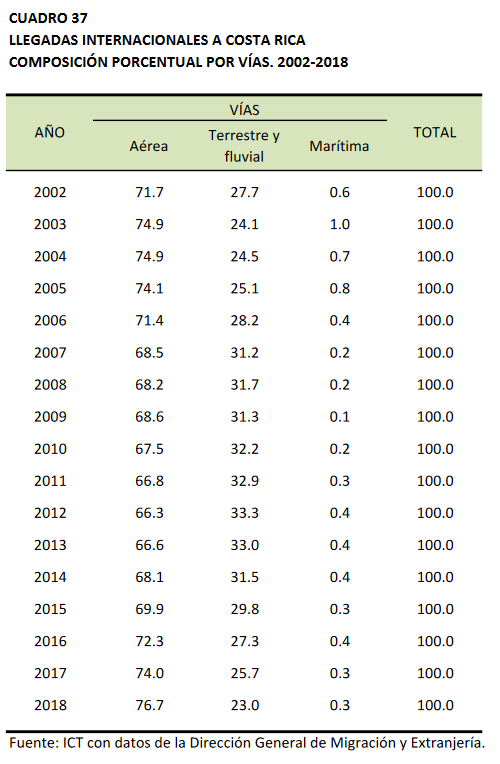 CUADRO 37
LLEGADAS INTERNACIONALES A COSTA RICA
COMPOSICIÓN PORCENTUAL POR VÍAS. 2002-2018
AÑO VÍAS TOTAL
Aérea Terrestre y fluvial Marítima
2002 71.7 27.7 0.6 100.0
2003 74.9 24.1 1.0 100.0
2004 74.9 24.5 0.7 100.0
2005 74.1 25.1 0.8 100.0
2006 71.4 28.2 0.4 100.0
2007 68.5 31.2 0.2 100.0
2008 68.2 31.7 0.2 100.0
2009 68.6 31.3 0.1 100.0
2010 67.5 32.2 0.2 100.0
2011 66.8 32.9 0.3 100.0
2012 66.3 33.3 0.4 100.0
2013 66.6 33.0 0.4 100.0
2014 68.1 31.5 0.4 100.0
2015 69.9 29.8 0.3 100.0
2016 72.3 27.3 0.4 100.0
2017 74.0 25.7 0.3 100.0
2018 76.7 23.0 0.3 100.0
Fuente: ICT con datos de la Dirección General de Migración y Extranjería.